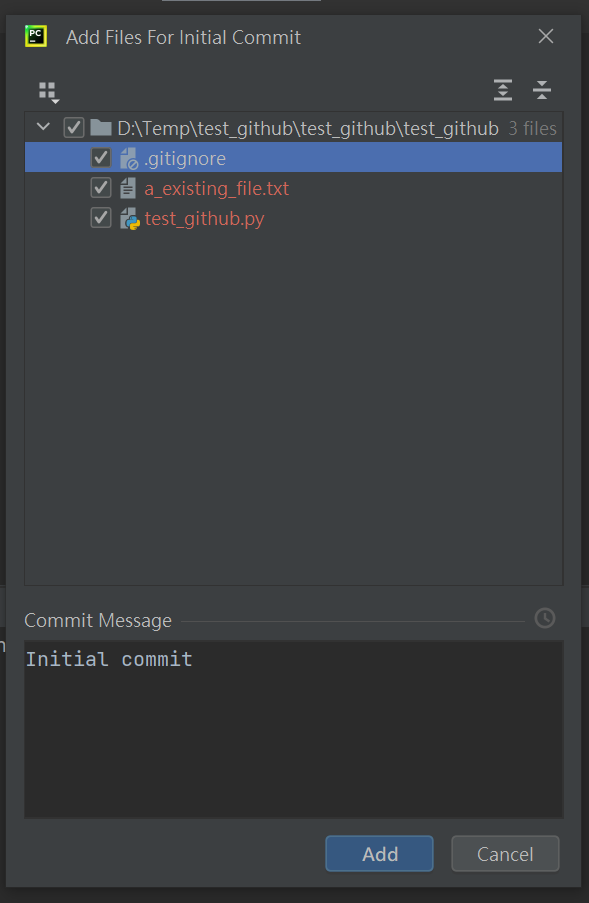 PC
Add Files For Initial Commit
D:\Temp\test_github\test_github\test_github 3 files
.gitignore
a_existing_file.txt
test_github.py
Commit Message
Initial commit
Add
Cancel